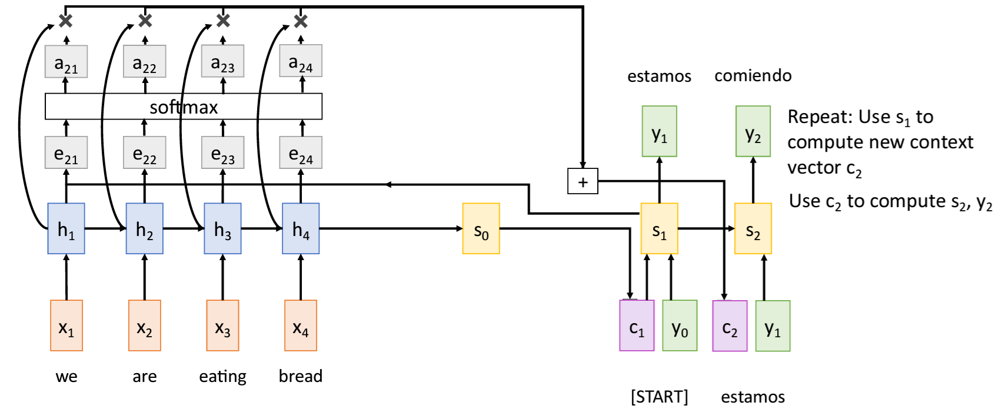 a₂₁ a₂₂ a₂₃ a₂₄
estamos comiendo
softmax
Repeat: Use s₁ to
compute new context
vector c₂
y₁ y₂
e₂₁ e₂₂ e₂₃ e₂₄
+
Use c₂ to compute s₂, y₂
h₁ h₂ h₃ h₄ s₀ s₁ s₂
x₁ x₂ x₃ x₄ c₁ y₀ c₂ y₁
we are eating bread
[START] estamos